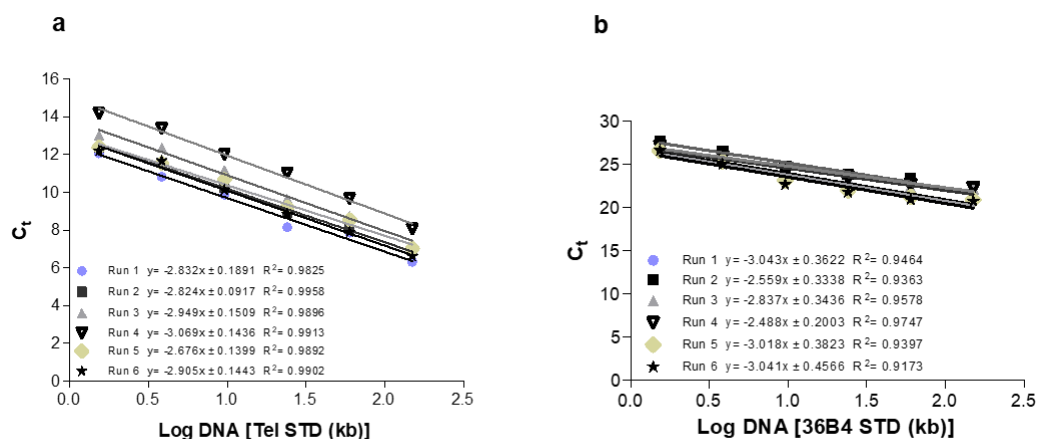 a
16
14
12
10
8
6
4
2
0
C_t
Run 1 y= -2.832x ± 0.1891 R²= 0.9825
Run 2 y= -2.824x ± 0.0917 R²= 0.9958
Run 3 y= -2.949x ± 0.1509 R²= 0.9896
Run 4 y= -3.069x ± 0.1436 R²= 0.9913
Run 5 y= -2.676x ± 0.1399 R²= 0.9892
Run 6 y= -2.905x ± 0.1443 R²= 0.9902
0.0 0.5 1.0 1.5 2.0 2.5
Log DNA [Tel STD (kb)]
b
30
25
20
15
10
5
0
C_t
Run 1 y= -3.043x ± 0.3622 R²= 0.9464
Run 2 y= -2.559x ± 0.3338 R²= 0.9363
Run 3 y= -2.837x ± 0.3436 R²= 0.9578
Run 4 y= -2.488x ± 0.2003 R²= 0.9747
Run 5 y= -3.018x ± 0.3823 R²= 0.9397
Run 6 y= -3.041x ± 0.4566 R²= 0.9173
0.0 0.5 1.0 1.5 2.0 2.5
Log DNA [36B4 STD (kb)]